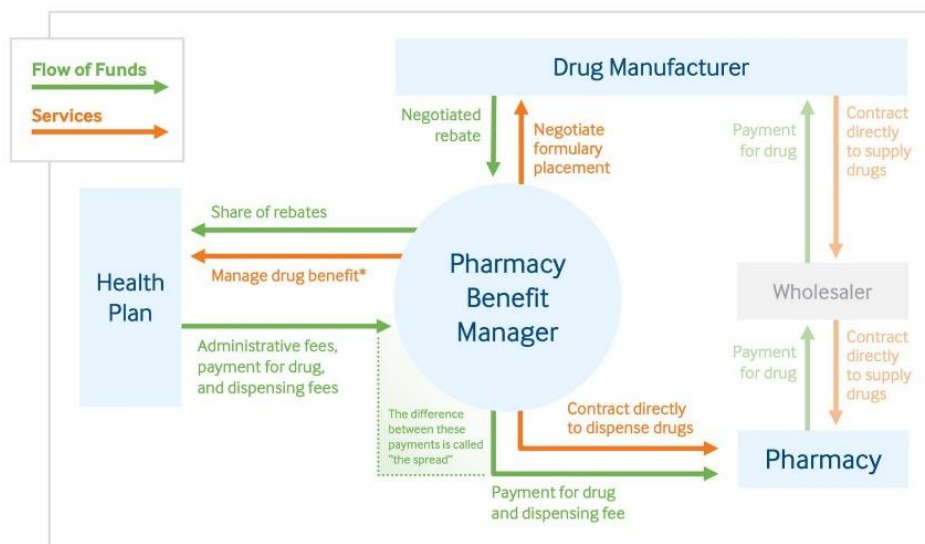 Flow of Funds
Services
Drug Manufacturer
Negotiated
rebate
Negotiate
formulary
placement
Payment
for drug
Contract
directly
to supply
drugs
Share of rebates
Manage drug benefit*
Health
Plan
Pharmacy
Benefit
Manager
Wholesaler
Administrative fees,
payment for drug,
and dispensing fees
Payment
for drug
Contract
directly
to supply
drugs
The difference
between these
payments is called
"the spread"
Contract directly
to dispense drugs
Pharmacy
Payment for drug
and dispensing fee